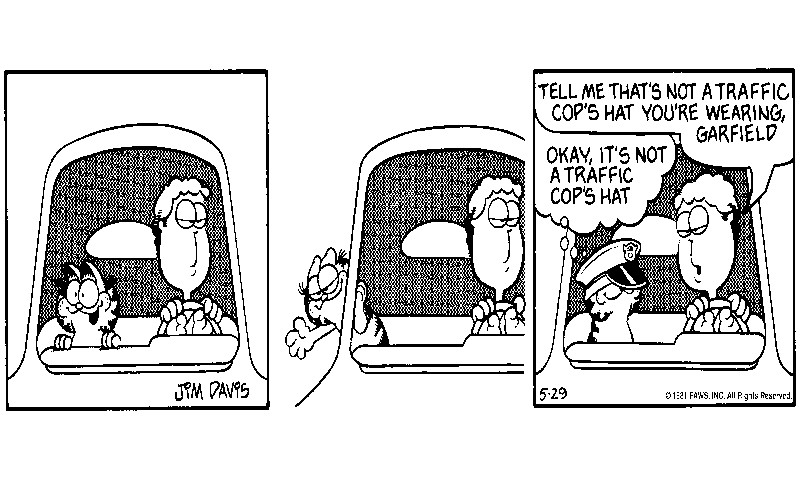 JIM DAVIS
TELL ME THAT'S NOT A TRAFFIC
COP'S HAT YOU'RE WEARING,
GARFIELD
OKAY, IT'S NOT
A TRAFFIC
COP'S HAT
5-29
© 1981 PAWS, INC. All Rights Reserved.